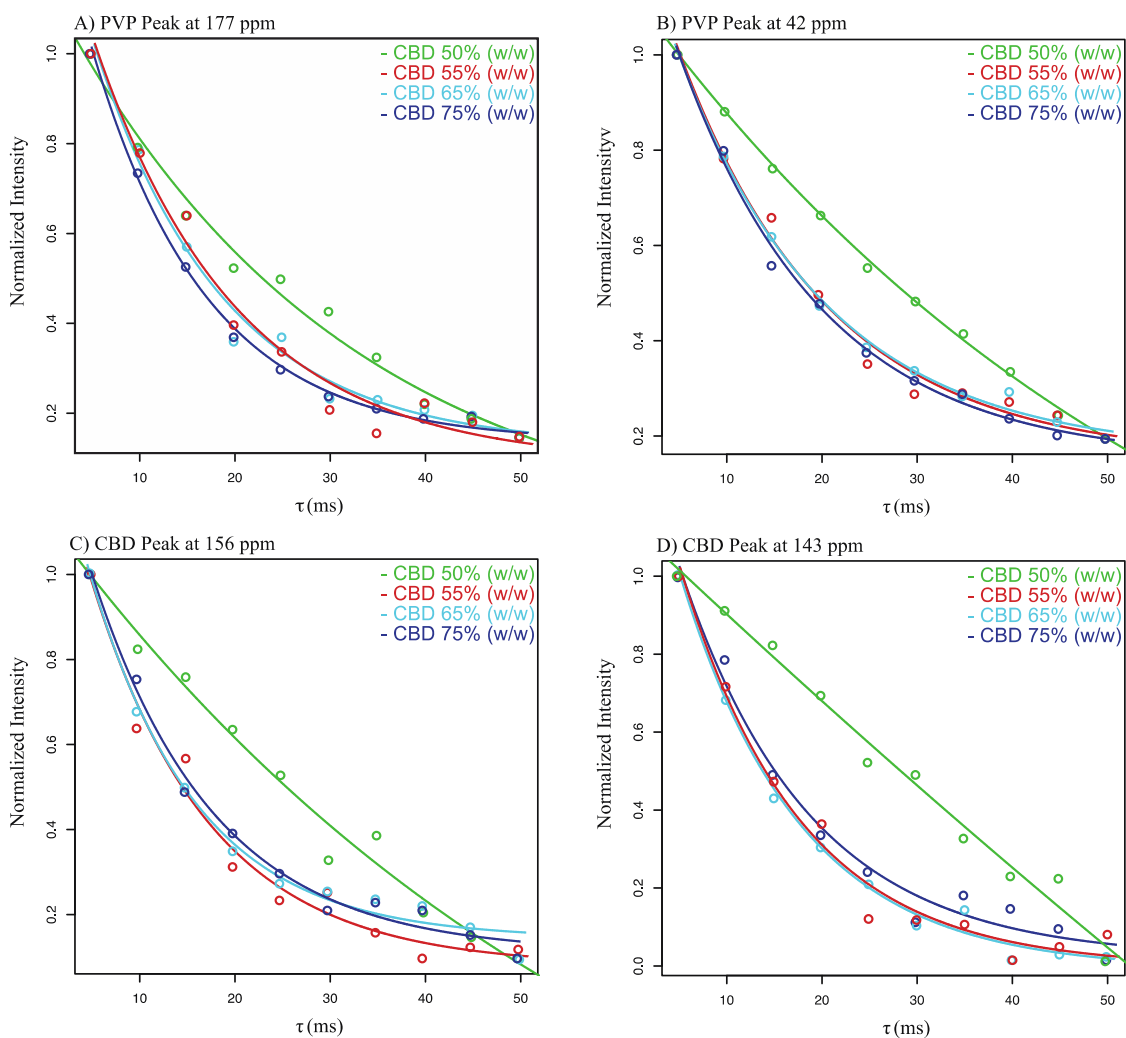 A) PVP Peak at 177 ppm
- CBD 50% (w/w)
- CBD 55% (w/w)
- CBD 65% (w/w)
- CBD 75% (w/w)
Normalized Intensity
1.0
0.8
0.6
0.4
0.2
10 20 30 40 50
τ (ms)
B) PVP Peak at 42 ppm
- CBD 50% (w/w)
- CBD 55% (w/w)
- CBD 65% (w/w)
- CBD 75% (w/w)
Normalized Intensityv
1.0
0.8
0.6
0.4
0.2
10 20 30 40 50
τ (ms)
C) CBD Peak at 156 ppm
- CBD 50% (w/w)
- CBD 55% (w/w)
- CBD 65% (w/w)
- CBD 75% (w/w)
Normalized Intensity
1.0
0.8
0.6
0.4
0.2
10 20 30 40 50
τ (ms)
D) CBD Peak at 143 ppm
- CBD 50% (w/w)
- CBD 55% (w/w)
- CBD 65% (w/w)
- CBD 75% (w/w)
Normalized Intensity
1.0
0.8
0.6
0.4
0.2
0.0
10 20 30 40 50
τ (ms)